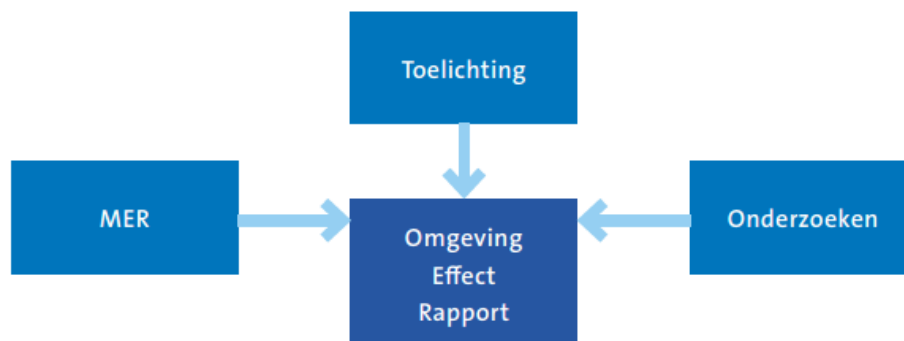 Toelichting
MER
Omgeving
Effect
Rapport
Onderzoeken